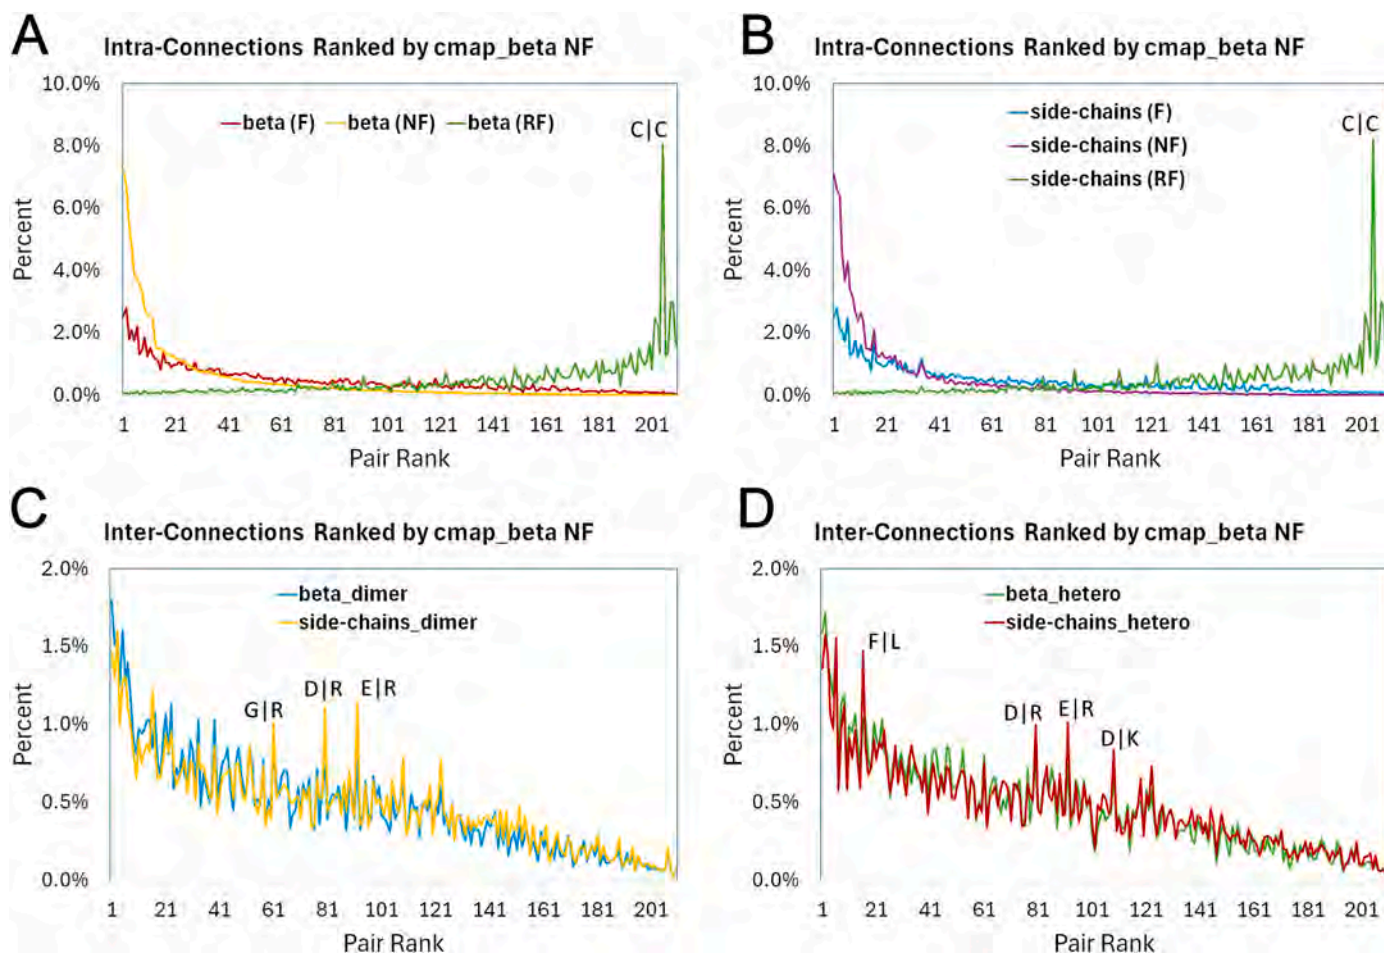 A
Intra-Connections Ranked by cmap_beta NF
10.0%
8.0%
6.0%
4.0%
2.0%
0.0%
Percent
beta (F) beta (NF) beta (RF)
C|C
1 21 41 61 81 101 121 141 161 181 201
Pair Rank
B
Intra-Connections Ranked by cmap_beta NF
10.0%
8.0%
6.0%
4.0%
2.0%
0.0%
Percent
side-chains (F)
side-chains (NF)
side-chains (RF)
C|C
1 21 41 61 81 101 121 141 161 181 201
Pair Rank
C
Inter-Connections Ranked by cmap_beta NF
2.0%
1.5%
1.0%
0.5%
0.0%
Percent
beta_dimer
side-chains_dimer
G|R
D|R
E|R
1 21 41 61 81 101 121 141 161 181 201
Pair Rank
D
Inter-Connections Ranked by cmap_beta NF
2.0%
1.5%
1.0%
0.5%
0.0%
Percent
beta_hetero
side-chains_hetero
F|L
D|R
E|R
D|K
1 21 41 61 81 101 121 141 161 181 201
Pair Rank